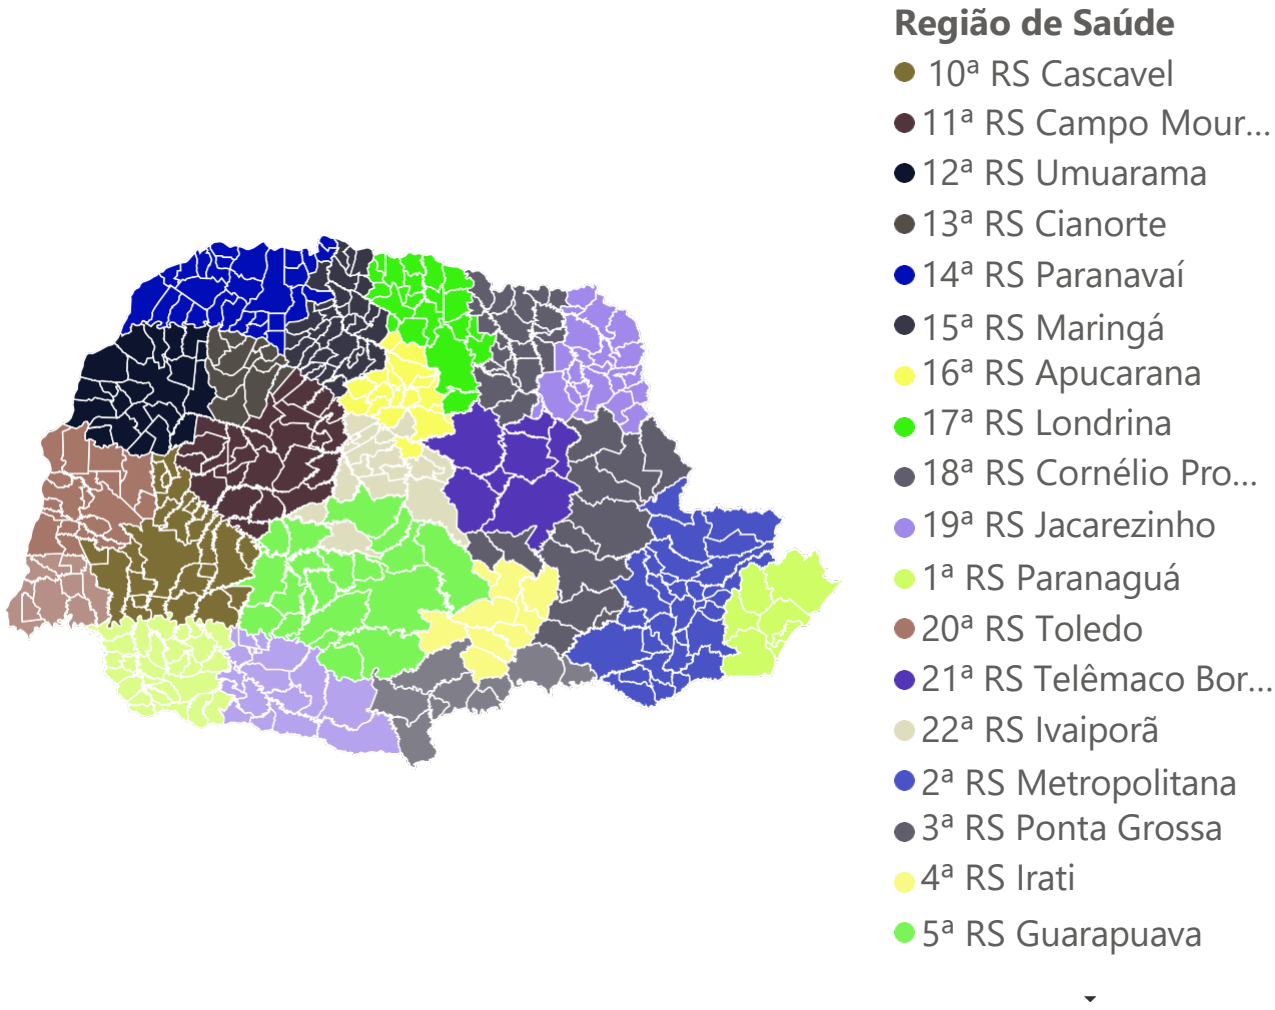 Região de Saúde
10ª RS Cascavel
11ª RS Campo Mour...
12ª RS Umuarama
13ª RS Cianorte
14ª RS Paranavaí
15ª RS Maringá
16ª RS Apucarana
17ª RS Londrina
18ª RS Cornélio Pro...
19ª RS Jacarezinho
1ª RS Paranaguá
20ª RS Toledo
21ª RS Telêmaco Bor...
22ª RS Ivaiporã
2ª RS Metropolitana
3ª RS Ponta Grossa
4ª RS Irati
5ª RS Guarapuava